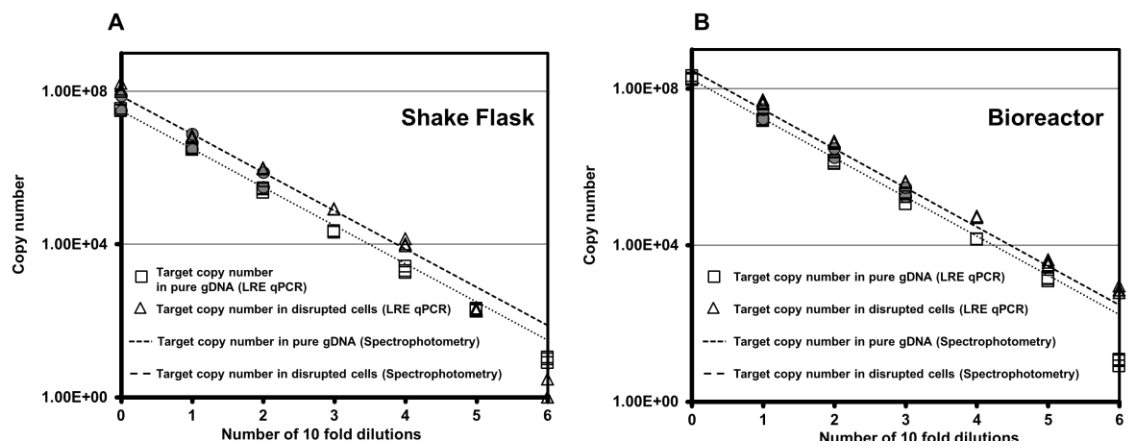 A
Shake Flask
Copy number
1.00E+08
1.00E+04
1.00E+00
Target copy number
in pure gDNA (LRE qPCR)
Target copy number in disrupted cells (LRE qPCR)
Target copy number in pure gDNA (Spectrophotometry)
Target copy number in disrupted cells (Spectrophotometry)
0 1 2 3 4 5 6
Number of 10 fold dilutions
B
Bioreactor
Copy number
1.00E+08
1.00E+04
1.00E+00
Target copy number in pure gDNA (LRE qPCR)
Target copy number in disrupted cells (LRE qPCR)
Target copy number in pure gDNA (Spectrophotometry)
Target copy number in disrupted cells (Spectrophotometry)
0 1 2 3 4 5 6
Number of 10 fold dilutions